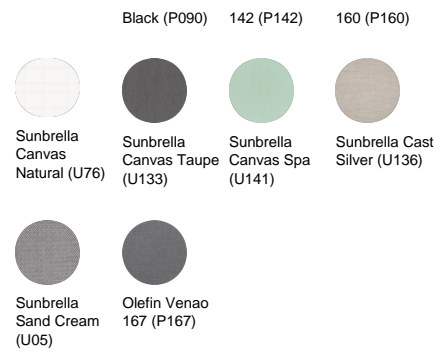 Black (P090)
142 (P142)
160 (P160)
Sunbrella
Canvas
Natural (U76)
Sunbrella
Canvas Taupe
(U133)
Sunbrella
Canvas Spa
(U141)
Sunbrella Cast
Silver (U136)
Sunbrella
Sand Cream
(U05)
Olefin Venao
167 (P167)